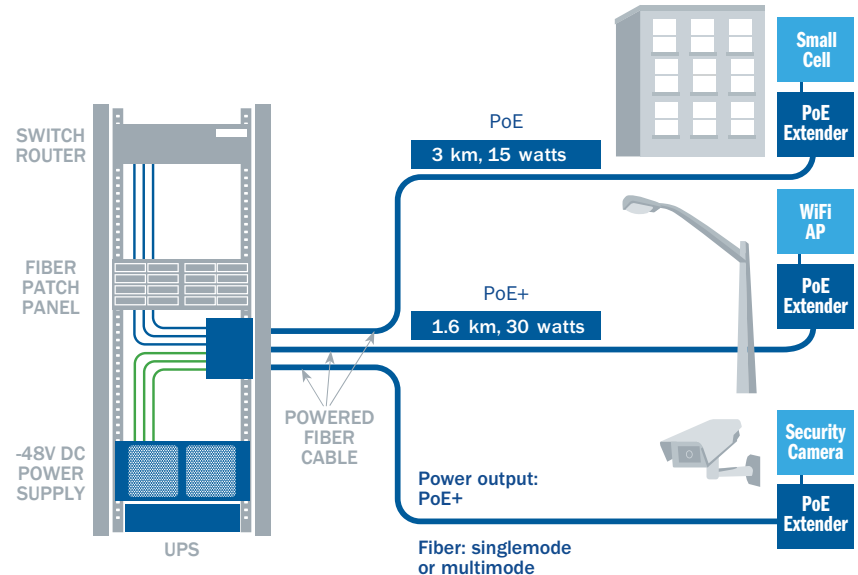 Small
Cell
PoE
Extender
PoE
3 km, 15 watts
SWITCH
ROUTER
WiFi
AP
PoE
Extender
FIBER
PATCH
PANEL
PoE+
1.6 km, 30 watts
POWERED
FIBER
CABLE
Security
Camera
PoE
Extender
-48V DC
POWER
SUPPLY
Power output:
PoE+
UPS
Fiber: singlemode
or multimode